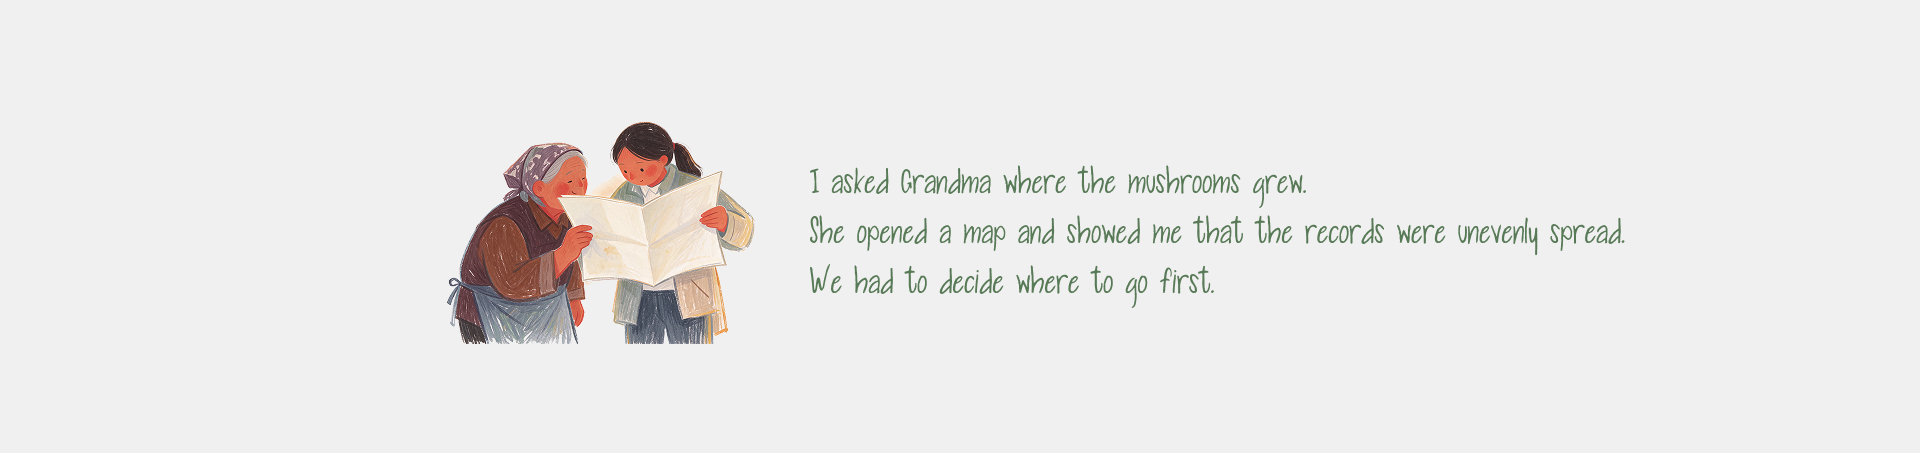 I asked Grandma where the mushrooms grew.
She opened a map and showed me that the records were unevenly spread.
We had to decide where to go first.